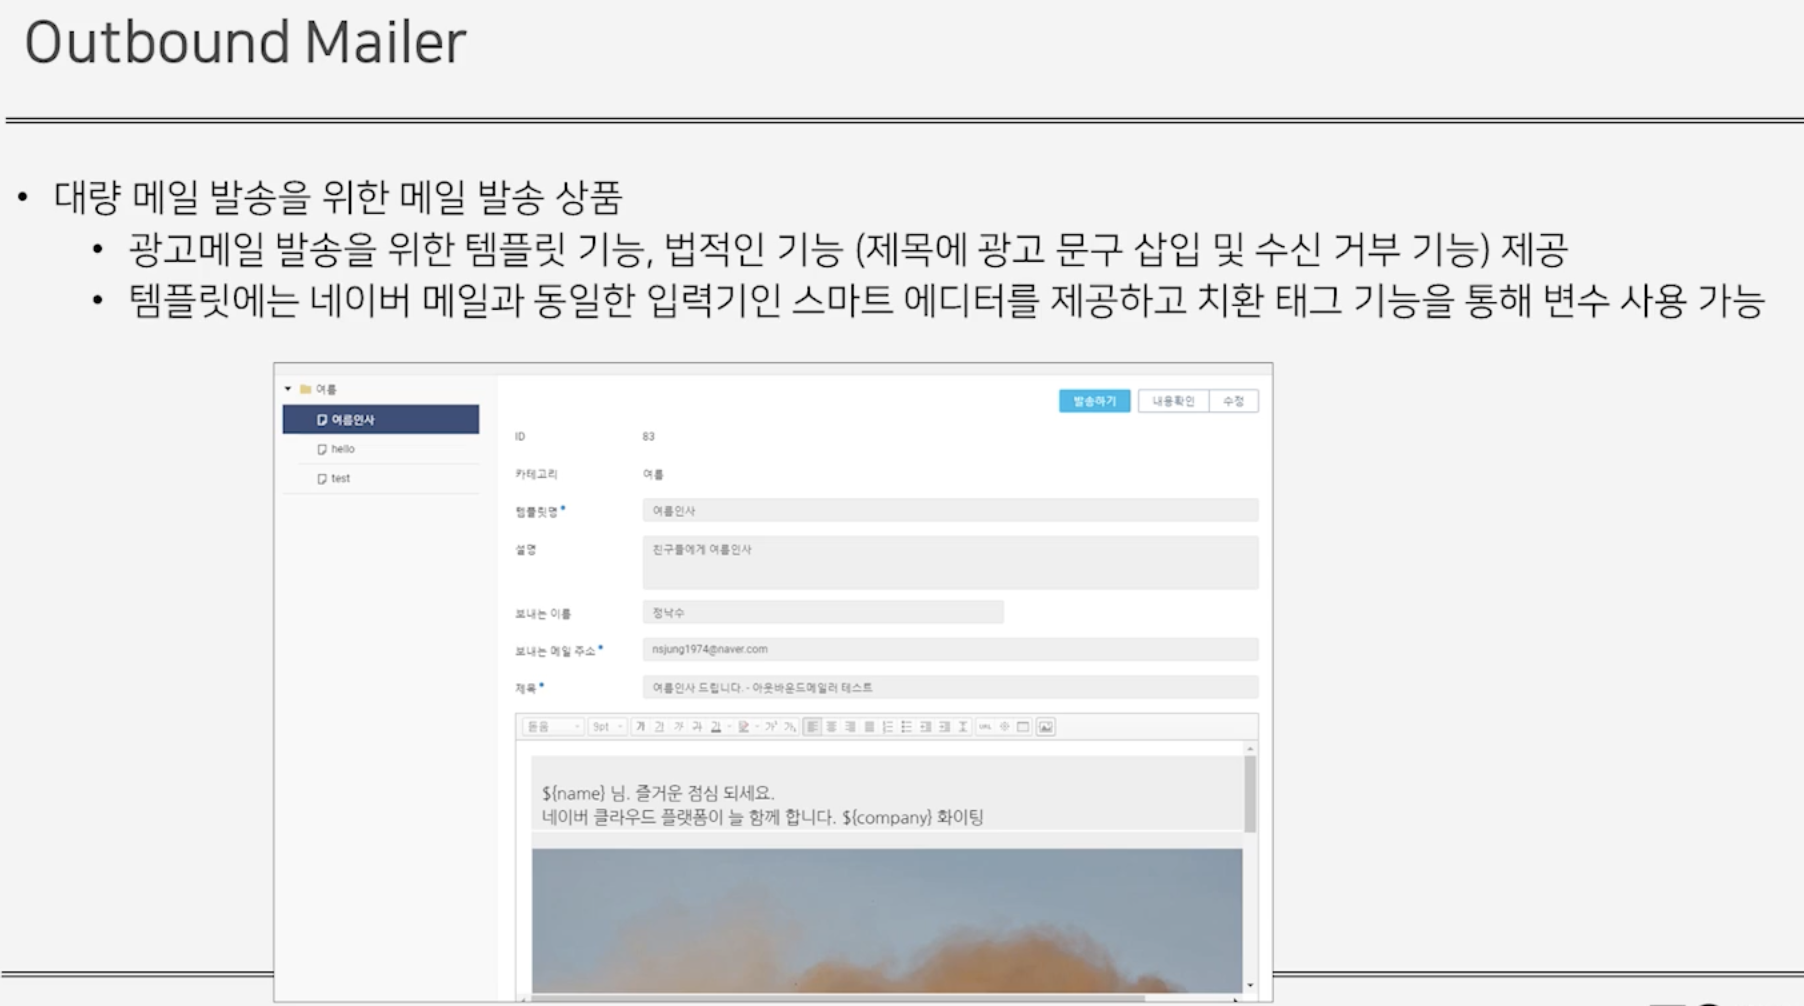 Outbound Mailer
• 대량 메일 발송을 위한 메일 발송 상품
• 광고메일 발송을 위한 템플릿 기능, 법적인 기능 (제목에 광고 문구 삽입 및 수신 거부 기능) 제공
• 템플릿에는 네이버 메일과 동일한 입력기인 스마트 에디터를 제공하고 치환 태그 기능을 통해 변수 사용 가능
여름
여름인사
hello
test
발송하기 내용확인 수정
ID 83
카테고리 여름
템플릿명* 여름인사
설명 친구들에게 여름인사
보내는 이름 정낙수
보내는 메일 주소* nsjung1974@naver.com
제목* 여름인사 드립니다. - 아웃바운드메일러 테스트
돋움 9pt 가 가 가 가 가 가¹ 가₁ URL
${name} 님. 즐거운 점심 되세요.
네이버 클라우드 플랫폼이 늘 함께 합니다. ${company} 화이팅